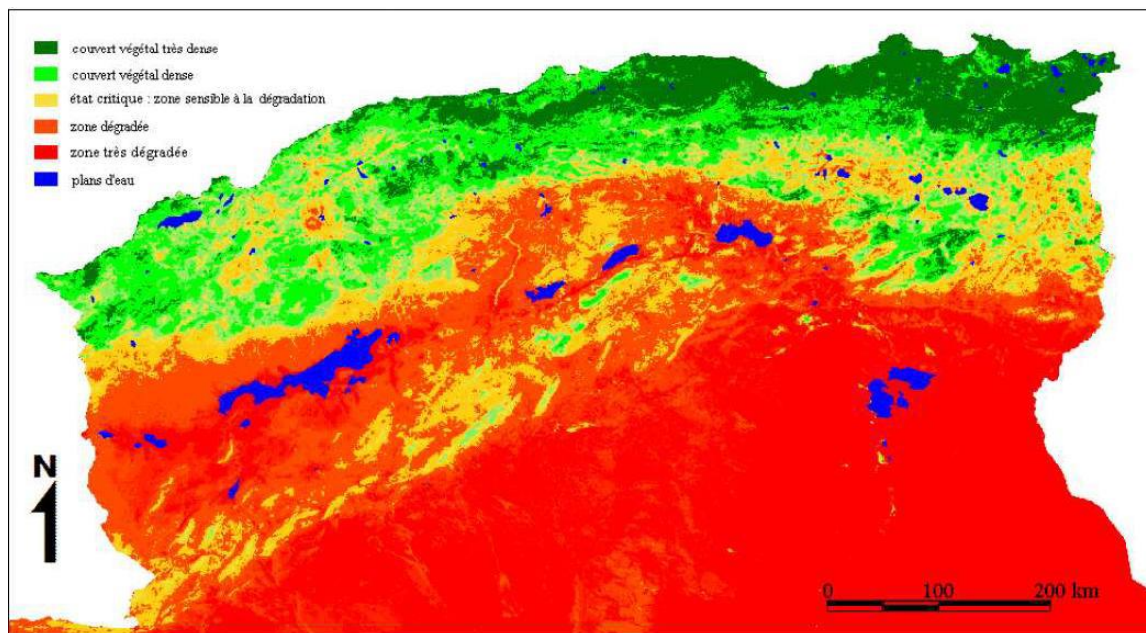 couvert végétal très dense
couvert végétal dense
état critique : zone sensible à la dégradation
zone dégradée
zone très dégradée
plans d'eau
N
0 100 200 km